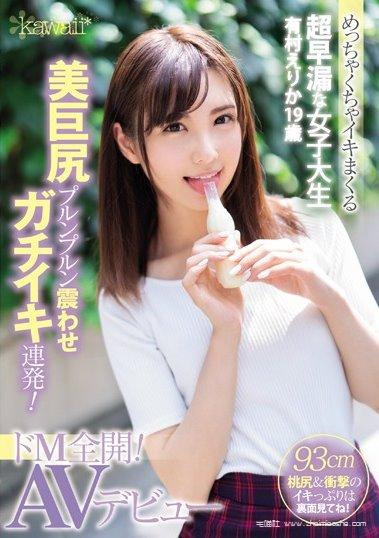 kawaii*
めっちゃくちゃイキまくる
超早漏な女子大生
有村えりか19歳
美巨尻
プルンプルン震わせ
ガチイキ
連発！
ドM全開！
AVデビュー
93cm
桃尻&衝撃の
イキっぷりは
裏面見てね！